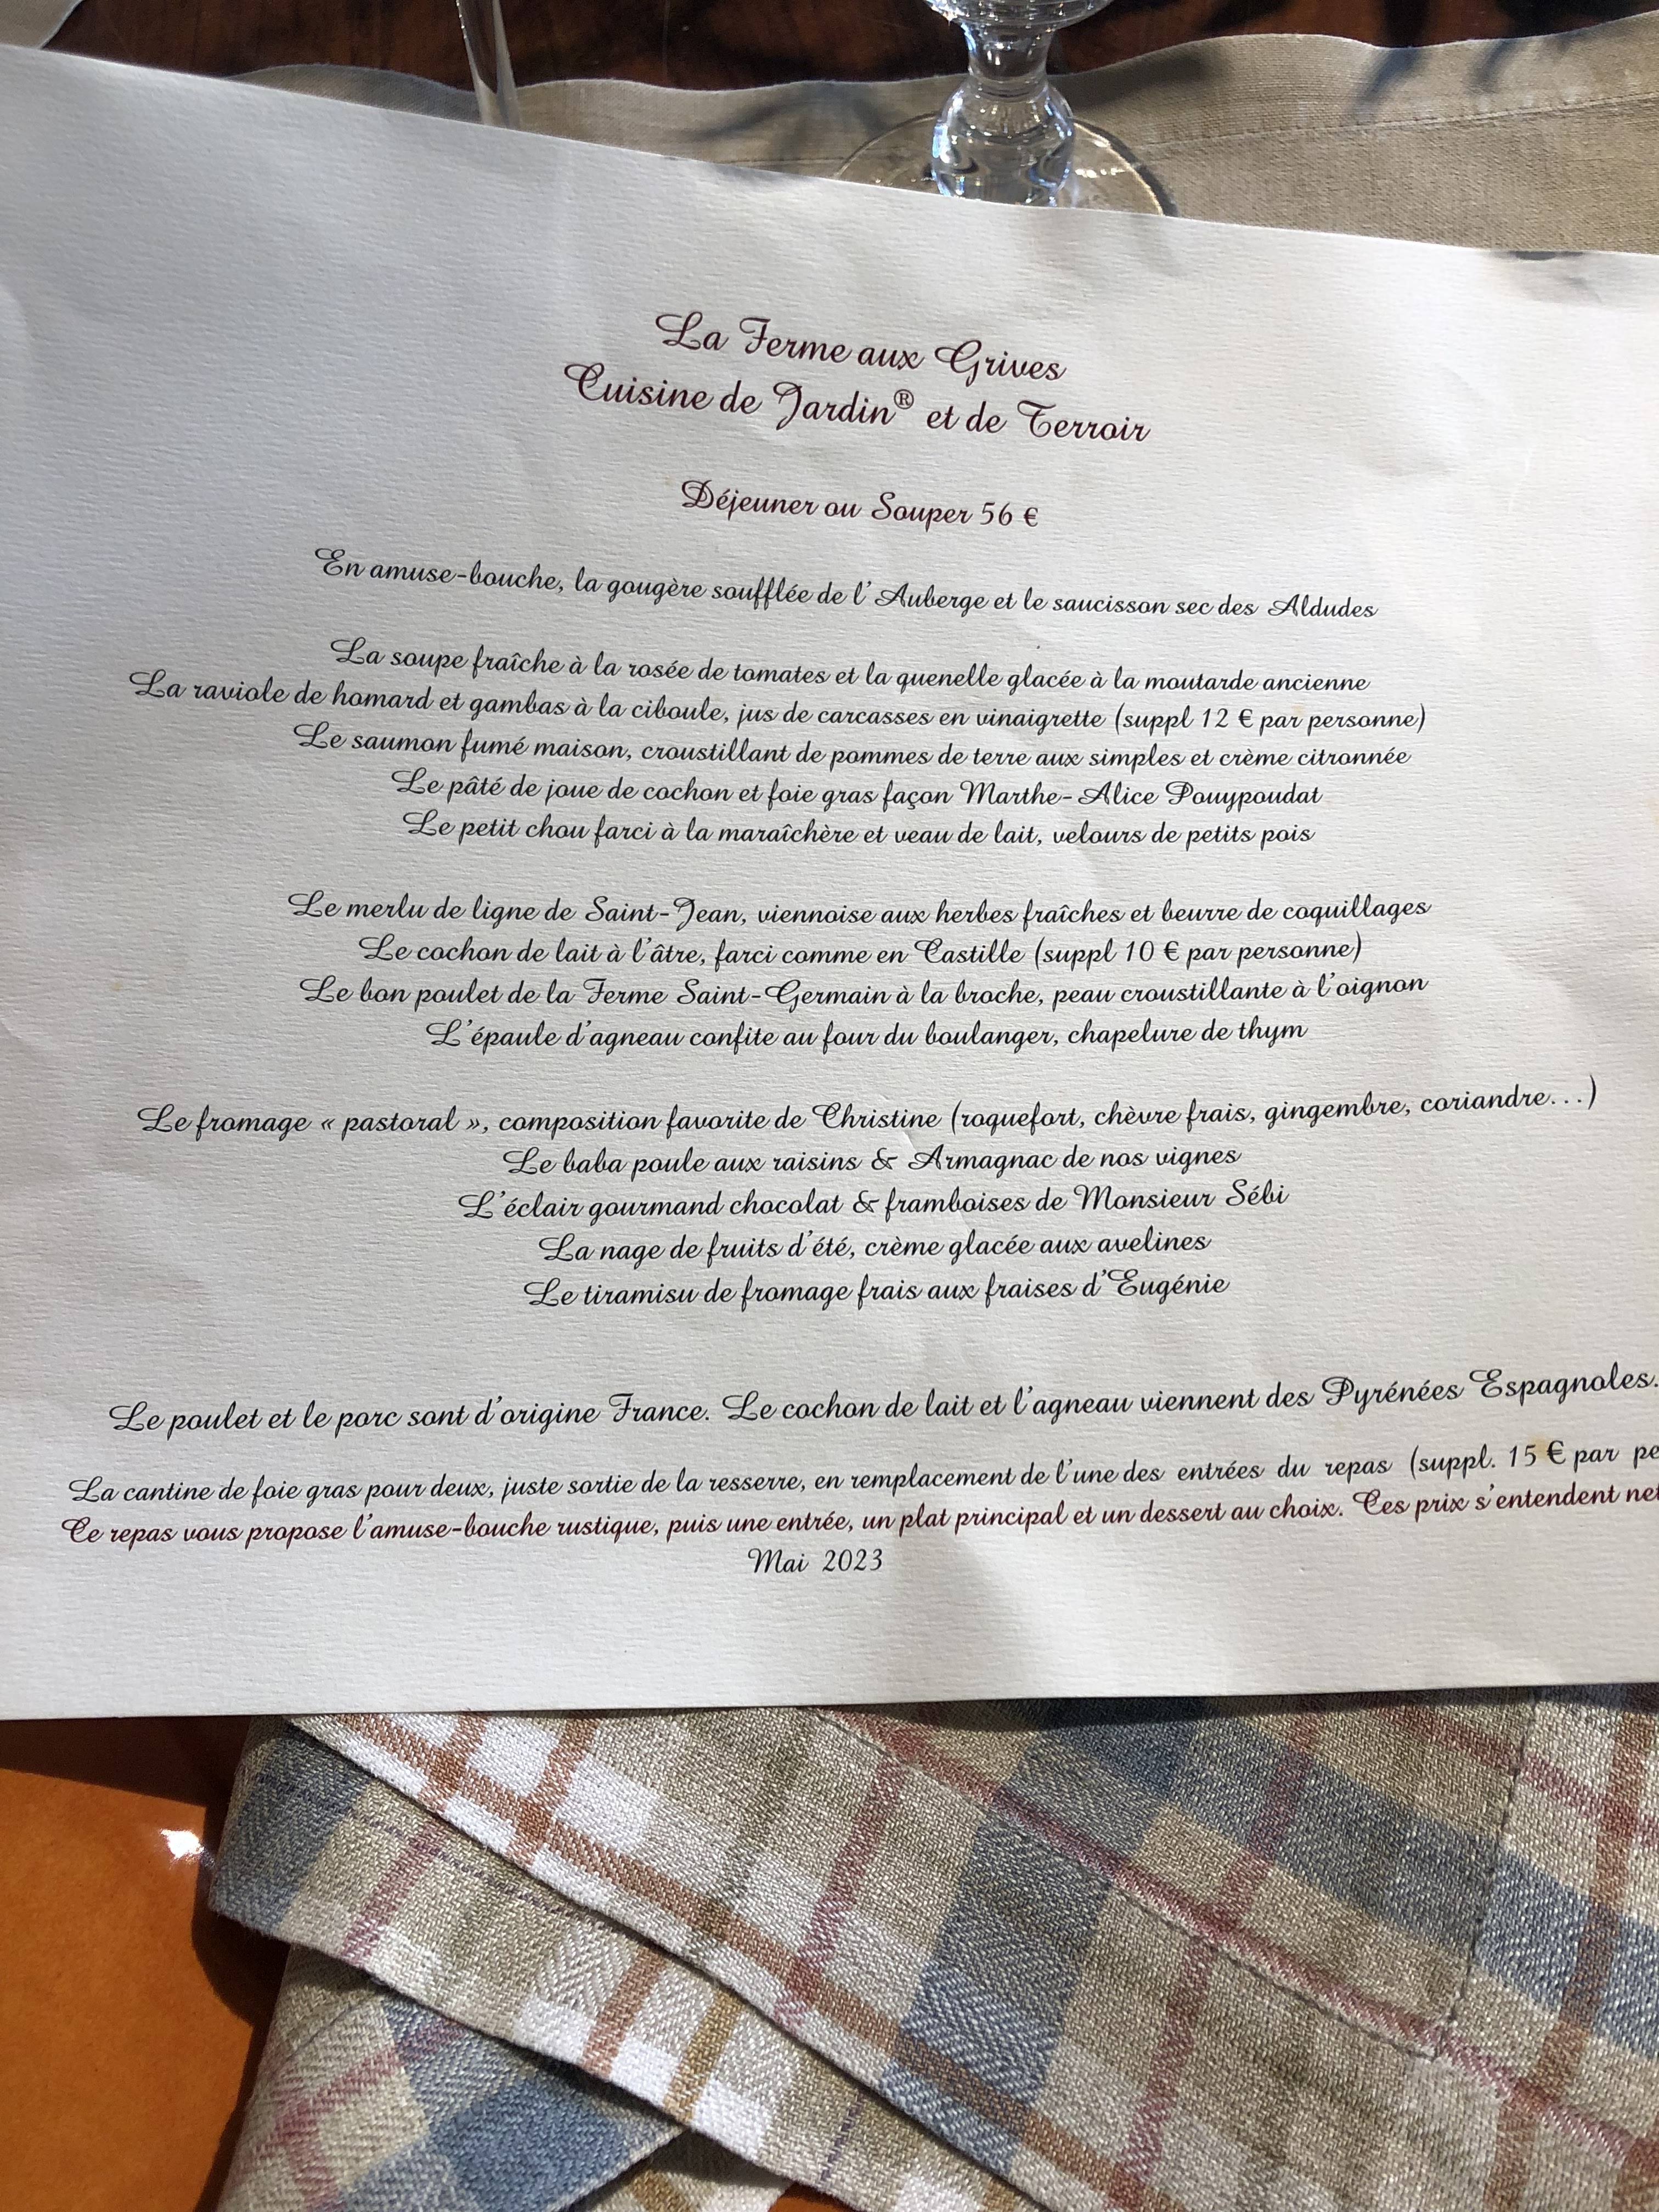 La Ferme aux Grives
Cuisine de Jardin® et de Terroir
Déjeuner ou Souper 56 €
En amuse-bouche, la gougère soufflée de l'Auberge et le saucisson sec des Aldudes
La soupe fraîche à la rosée de tomates et la quenelle glacée à la moutarde ancienne
La raviole de homard et gambas à la ciboule, jus de carcasses en vinaigrette (suppl 12 € par personne)
Le saumon fumé maison, croustillant de pommes de terre aux simples et crème citronnée
Le pâté de joue de cochon et foie gras façon Marthe-Alice Pouypoudat
Le petit chou farci à la maraîchère et veau de lait, velours de petits pois
Le merlu de ligne de Saint-Jean, viennoise aux herbes fraîches et beurre de coquillages
Le cochon de lait à l'âtre, farci comme en Castille (suppl 10 € par personne)
Le bon poulet de la Ferme Saint-Germain à la broche, peau croustillante à l'oignon
L'épaule d'agneau confite au four du boulanger, chapelure de thym
Le fromage « pastoral », composition favorite de Christine (roquefort, chèvre frais, gingembre, coriandre...)
Le baba poule aux raisins & Armagnac de nos vignes
L'éclair gourmand chocolat & framboises de Monsieur Sébi
La nage de fruits d'été, crème glacée aux avelines
Le tiramisu de fromage frais aux fraises d'Eugénie
Le poulet et le porc sont d'origine France. Le cochon de lait et l'agneau viennent des Pyrénées Espagnoles.
La cantine de foie gras pour deux, juste sortie de la resserre, en remplacement de l'une des entrées du repas (suppl. 15 € par pe
Ce repas vous propose l'amuse-bouche rustique, puis une entrée, un plat principal et un dessert au choix. Ces prix s'entendent net
Mai 2023